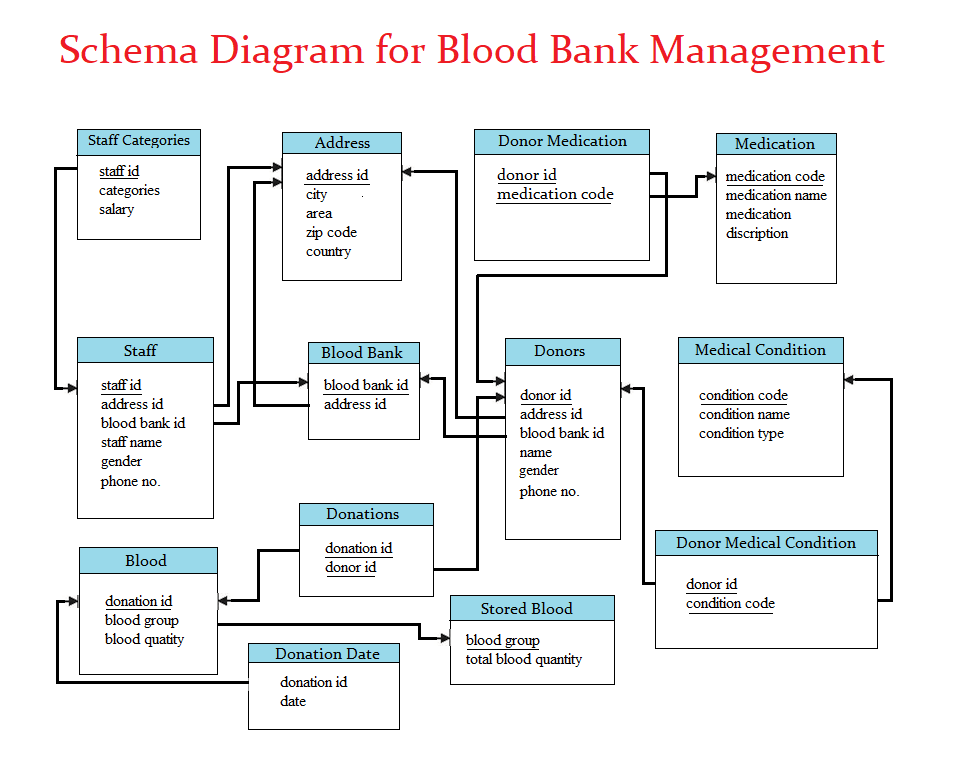 Schema Diagram for Blood Bank Management
Staff Categories
staff id
categories
salary
Address
address id
city
area
zip code
country
Donor Medication
donor id
medication code
Medication
medication code
medication name
medication
discription
Staff
staff id
address id
blood bank id
staff name
gender
phone no.
Blood Bank
blood bank id
address id
Donors
donor id
address id
blood bank id
name
gender
phone no.
Medical Condition
condition code
condition name
condition type
Donations
donation id
donor id
Donor Medical Condition
donor id
condition code
Blood
donation id
blood group
blood quatity
Stored Blood
blood group
total blood quantity
Donation Date
donation id
date